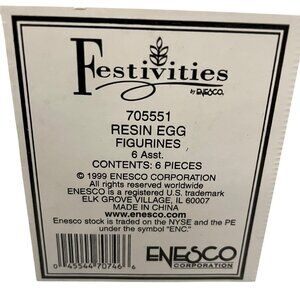 Festivities
by ENESCO.
705551
RESIN EGG
FIGURINES
6 Asst.
CONTENTS: 6 PIECES
© 1999 ENESCO CORPORATION
All rights reserved worldwide
ENESCO is a registered U.S. trademark
ELK GROVE VILLAGE, IL 60007
MADE IN CHINA
www.enesco.com
Enesco stock is traded on the NYSE and the PE
under the symbol "ENC."
0 45544 70746 6
ENESCO
CORPORATION